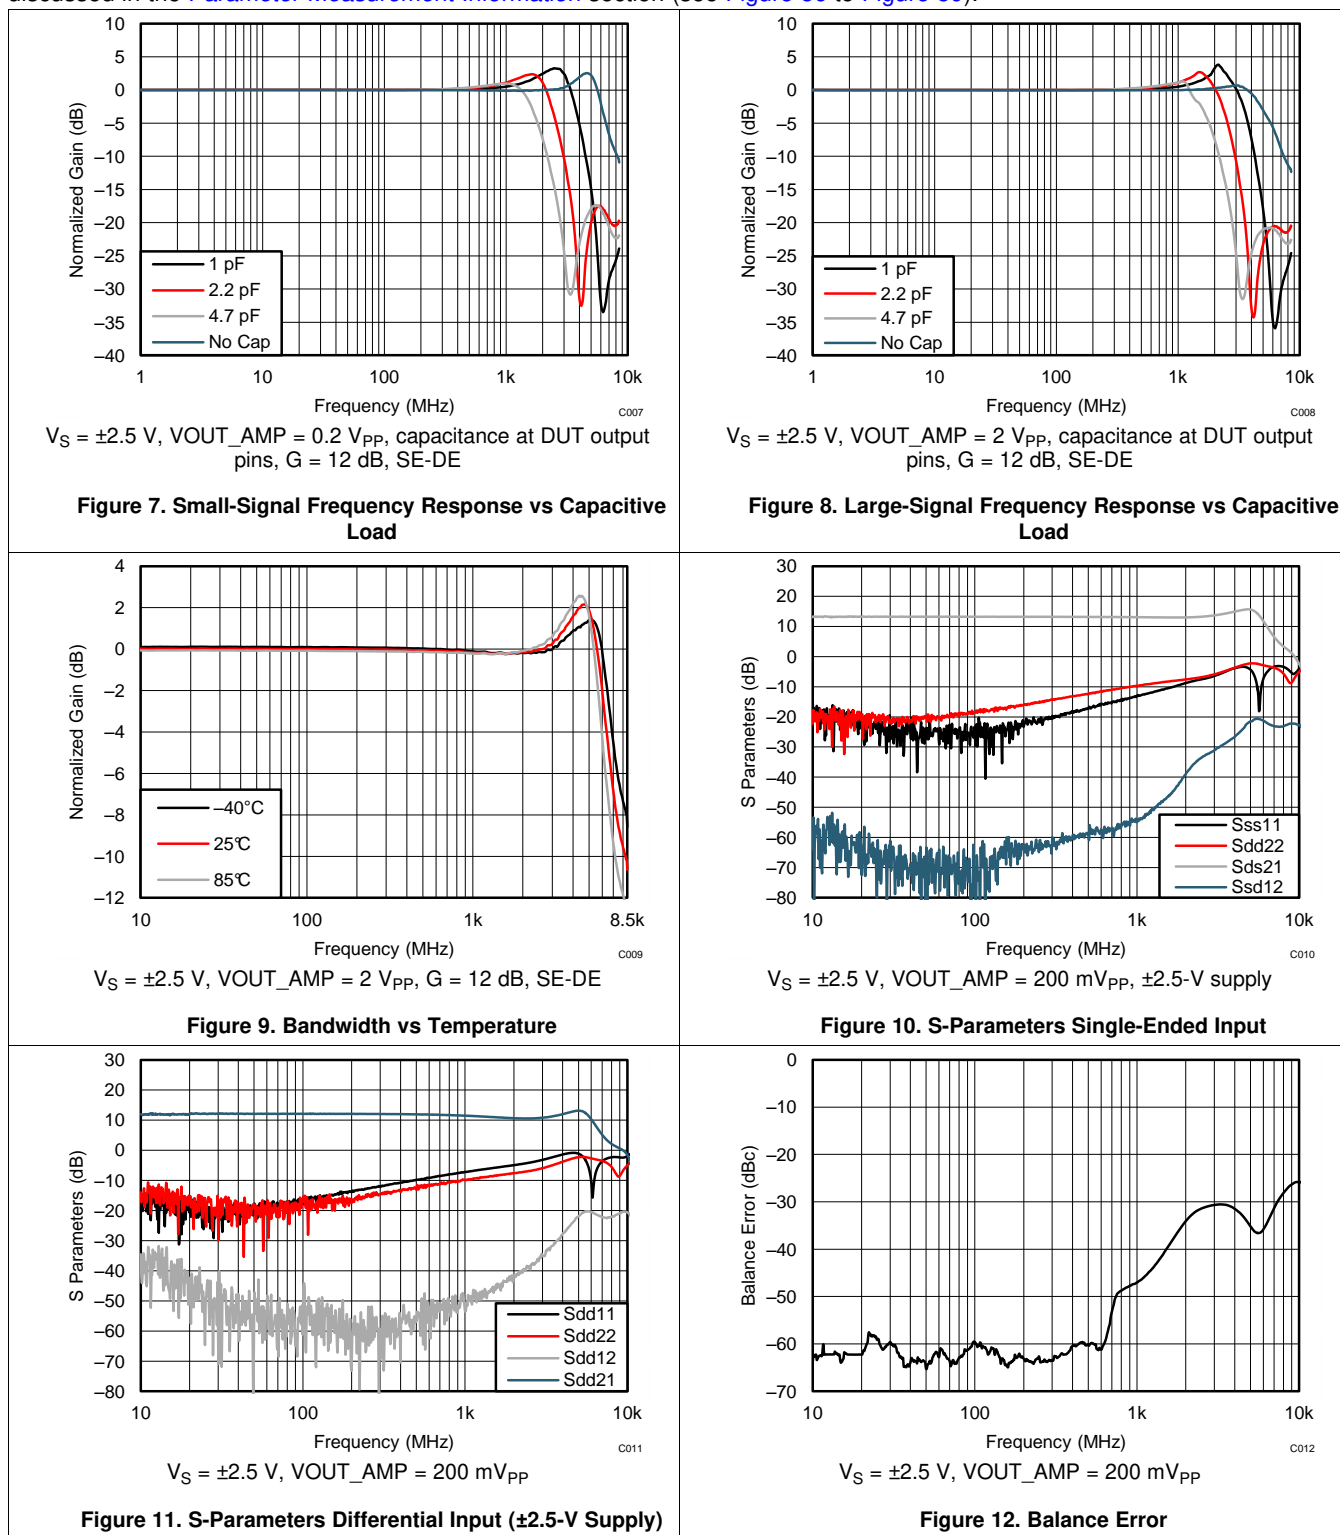 discussed in the Parameter Measurement Information section (see Figure 50 to Figure 53).
10
5
0
–5
–10
–15
–20
–25
–30
–35
–40
Normalized Gain (dB)
1 pF
2.2 pF
4.7 pF
No Cap
1 10 100 1k 10k
Frequency (MHz)
C007
VS = ±2.5 V, VOUT_AMP = 0.2 VPP, capacitance at DUT output
pins, G = 12 dB, SE-DE
Figure 7. Small-Signal Frequency Response vs Capacitive
Load
10
5
0
–5
–10
–15
–20
–25
–30
–35
–40
Normalized Gain (dB)
1 pF
2.2 pF
4.7 pF
No Cap
1 10 100 1k 10k
Frequency (MHz)
C008
VS = ±2.5 V, VOUT_AMP = 2 VPP, capacitance at DUT output
pins, G = 12 dB, SE-DE
Figure 8. Large-Signal Frequency Response vs Capacitive
Load
4
2
0
–2
–4
–6
–8
–10
–12
Normalized Gain (dB)
–40°C
25°C
85°C
10 100 1k 8.5k
Frequency (MHz)
C009
VS = ±2.5 V, VOUT_AMP = 2 VPP, G = 12 dB, SE-DE
Figure 9. Bandwidth vs Temperature
30
20
10
0
–10
–20
–30
–40
–50
–60
–70
–80
S Parameters (dB)
Sss11
Sdd22
Sds21
Ssd12
10 100 1k 10k
Frequency (MHz)
C010
VS = ±2.5 V, VOUT_AMP = 200 mVPP, ±2.5-V supply
Figure 10. S-Parameters Single-Ended Input
30
20
10
0
–10
–20
–30
–40
–50
–60
–70
–80
S Parameters (dB)
Sdd11
Sdd22
Sdd12
Sdd21
10 100 1k 10k
Frequency (MHz)
C011
VS = ±2.5 V, VOUT_AMP = 200 mVPP
Figure 11. S-Parameters Differential Input (±2.5-V Supply)
0
–10
–20
–30
–40
–50
–60
–70
Balance Error (dBc)
10 100 1k 10k
Frequency (MHz)
C012
VS = ±2.5 V, VOUT_AMP = 200 mVPP
Figure 12. Balance Error